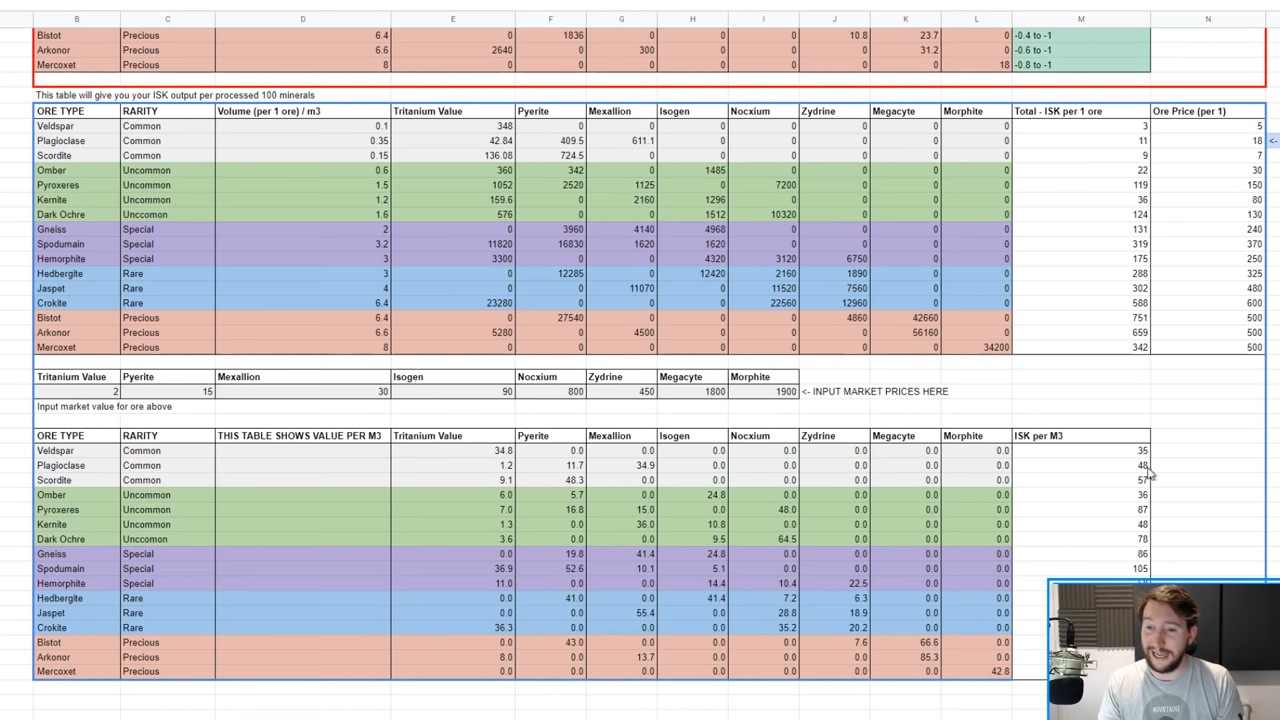 B C D E F G H I J K L M N
Bistot Precious 6.4 0 1836 0 0 0 10.8 23.7 0 -0.4 to -1
Arkonor Precious 6.6 2640 0 300 0 0 0 31.2 0 -0.6 to -1
Mercoxet Precious 8 0 0 0 0 0 0 0 18 -0.8 to -1
This table will give you your ISK output per processed 100 minerals
ORE TYPE RARITY Volume (per 1 ore) / m3 Tritanium Value Pyerite Mexallion Isogen Nocxium Zydrine Megacyte Morphite Total - ISK per 1 ore Ore Price (per 1)
Veldspar Common 0.1 348 0 0 0 0 0 0 0 3 5
Plagioclase Common 0.35 42.84 409.5 611.1 0 0 0 0 0 11 18 <-
Scordite Common 0.15 136.08 724.5 0 0 0 0 0 0 9 7
Omber Uncommon 0.6 360 342 0 1485 0 0 0 0 22 30
Pyroxeres Uncommon 1.5 1052 2520 1125 0 7200 0 0 0 119 150
Kernite Uncommon 1.2 159.6 0 2160 1296 0 0 0 0 36 80
Dark Ochre Unccomon 1.6 576 0 0 1512 10320 0 0 0 124 130
Gneiss Special 2 0 3960 4140 4968 0 0 0 0 131 240
Spodumain Special 3.2 11820 16830 1620 1620 0 0 0 0 319 370
Hemorphite Special 3 3300 0 0 4320 3120 6750 0 0 175 250
Hedbergite Rare 3 0 12285 0 12420 2160 1890 0 0 288 325
Jaspet Rare 4 0 0 11070 0 11520 7560 0 0 302 480
Crokite Rare 6.4 23280 0 0 0 22560 12960 0 0 588 600
Bistot Precious 6.4 0 27540 0 0 0 4860 42660 0 751 500
Arkonor Precious 6.6 5280 0 4500 0 0 0 56160 0 659 500
Mercoxet Precious 8 0 0 0 0 0 0 0 34200 342 500
Tritanium Value Pyerite Mexallion Isogen Nocxium Zydrine Megacyte Morphite
2 15 30 90 800 450 1800 1900 <- INPUT MARKET PRICES HERE
Input market value for ore above
ORE TYPE RARITY THIS TABLE SHOWS VALUE PER M3 Tritanium Value Pyerite Mexallion Isogen Nocxium Zydrine Megacyte Morphite ISK per M3
Veldspar Common 34.8 0.0 0.0 0.0 0.0 0.0 0.0 0.0 35
Plagioclase Common 1.2 11.7 34.9 0.0 0.0 0.0 0.0 0.0 48
Scordite Common 9.1 48.3 0.0 0.0 0.0 0.0 0.0 0.0 57
Omber Uncommon 6.0 5.7 0.0 24.8 0.0 0.0 0.0 0.0 36
Pyroxeres Uncommon 7.0 16.8 15.0 0.0 48.0 0.0 0.0 0.0 87
Kernite Uncommon 1.3 0.0 36.0 10.8 0.0 0.0 0.0 0.0 48
Dark Ochre Unccomon 3.6 0.0 0.0 9.5 64.5 0.0 0.0 0.0 78
Gneiss Special 0.0 19.8 41.4 24.8 0.0 0.0 0.0 0.0 86
Spodumain Special 36.9 52.6 10.1 5.1 0.0 0.0 0.0 0.0 105
Hemorphite Special 11.0 0.0 0.0 14.4 10.4 22.5 0.0 0.0
Hedbergite Rare 0.0 41.0 0.0 41.4 7.2 6.3 0.0 0.0
Jaspet Rare 0.0 0.0 55.4 0.0 28.8 18.9 0.0 0.0
Crokite Rare 36.3 0.0 0.0 0.0 35.2 20.2 0.0 0.0
Bistot Precious 0.0 43.0 0.0 0.0 0.0 7.6 66.6 0.0
Arkonor Precious 8.0 0.0 13.7 0.0 0.0 0.0 85.3 0.0
Mercoxet Precious 0.0 0.0 0.0 0.0 0.0 0.0 0.0 42.8